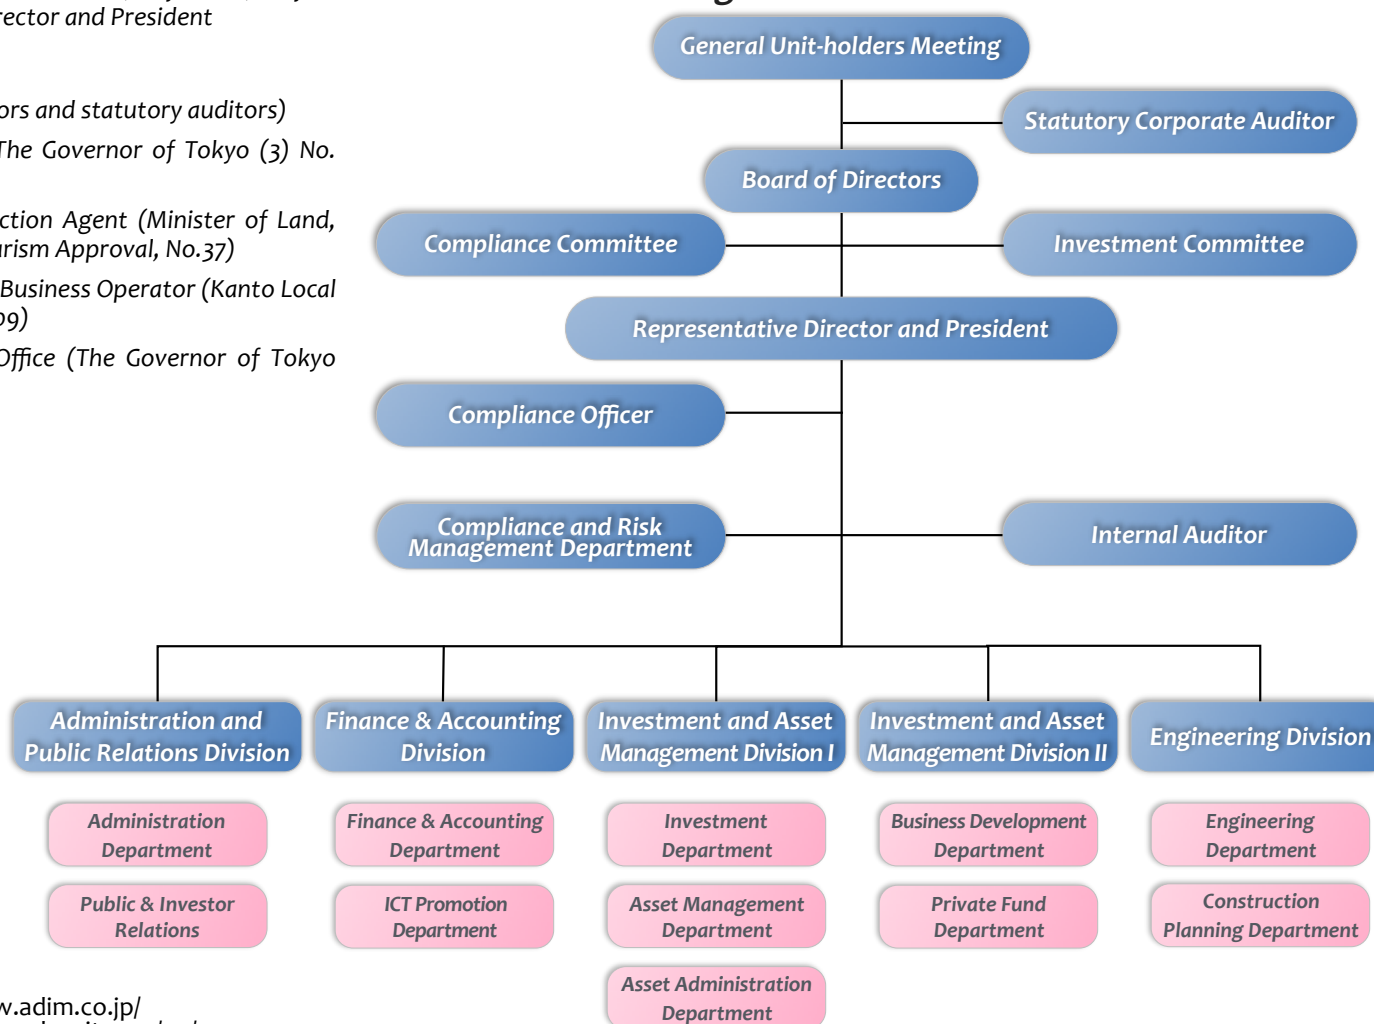 rector and President
ors and statutory auditors)
The Governor of Tokyo (3) No.
ction Agent (Minister of Land,
rism Approval, No.37)
Business Operator (Kanto Local
09)
Office (The Governor of Tokyo
General Unit-holders Meeting
Statutory Corporate Auditor
Board of Directors
Compliance Committee
Investment Committee
Representative Director and President
Compliance Officer
Compliance and Risk
Management Department
Internal Auditor
Administration and
Public Relations Division
Finance & Accounting
Division
Investment and Asset
Management Division I
Investment and Asset
Management Division II
Engineering Division
Administration
Department
Public & Investor
Relations
Finance & Accounting
Department
ICT Promotion
Department
Investment
Department
Asset Management
Department
Asset Administration
Department
Business Development
Department
Private Fund
Department
Engineering
Department
Construction
Planning Department
w.adim.co.jp/